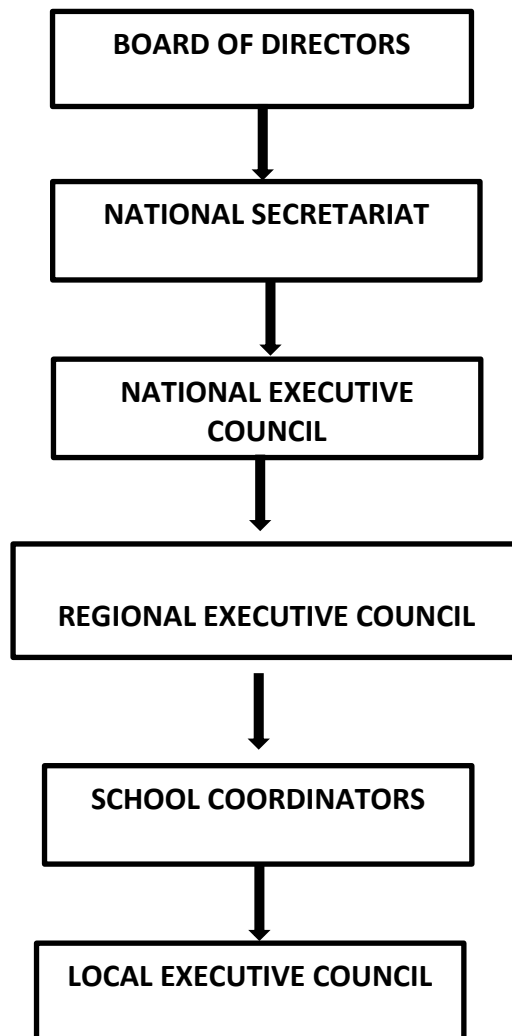 BOARD OF DIRECTORS
NATIONAL SECRETARIAT
NATIONAL EXECUTIVE
COUNCIL
REGIONAL EXECUTIVE COUNCIL
SCHOOL COORDINATORS
LOCAL EXECUTIVE COUNCIL